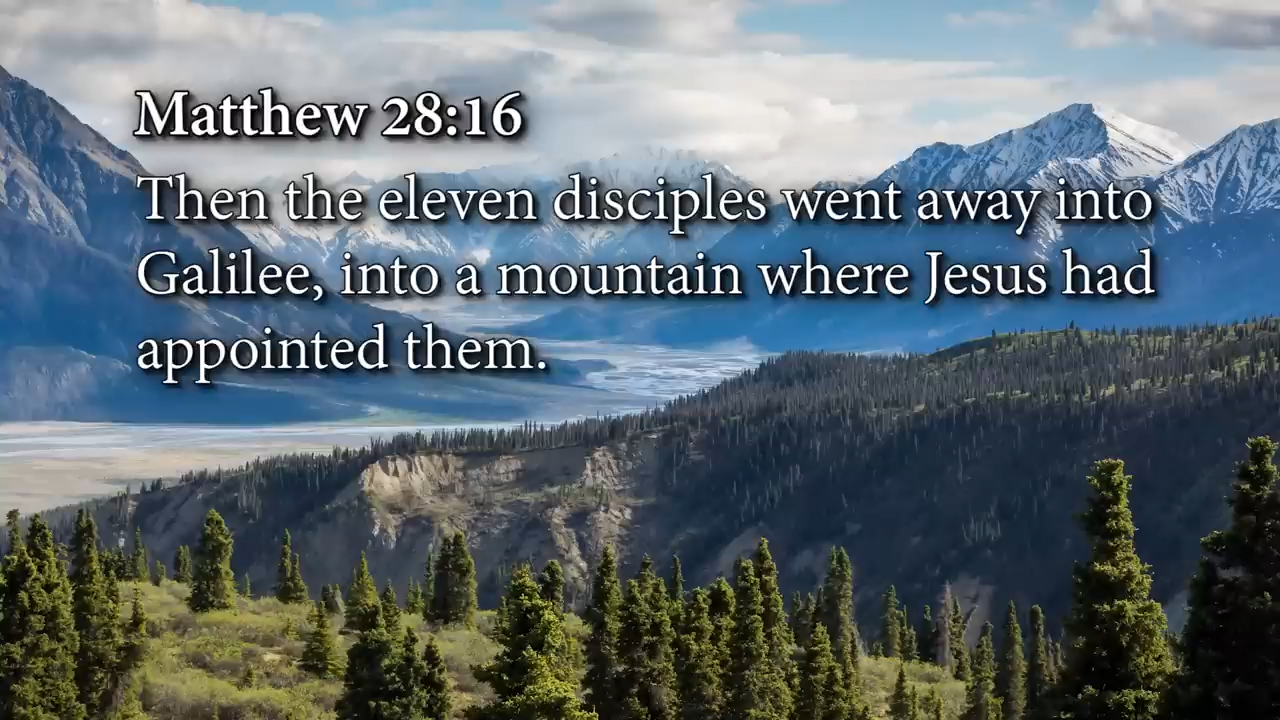 Matthew 28:16
Then the eleven disciples went away into
Galilee, into a mountain where Jesus had
appointed them.